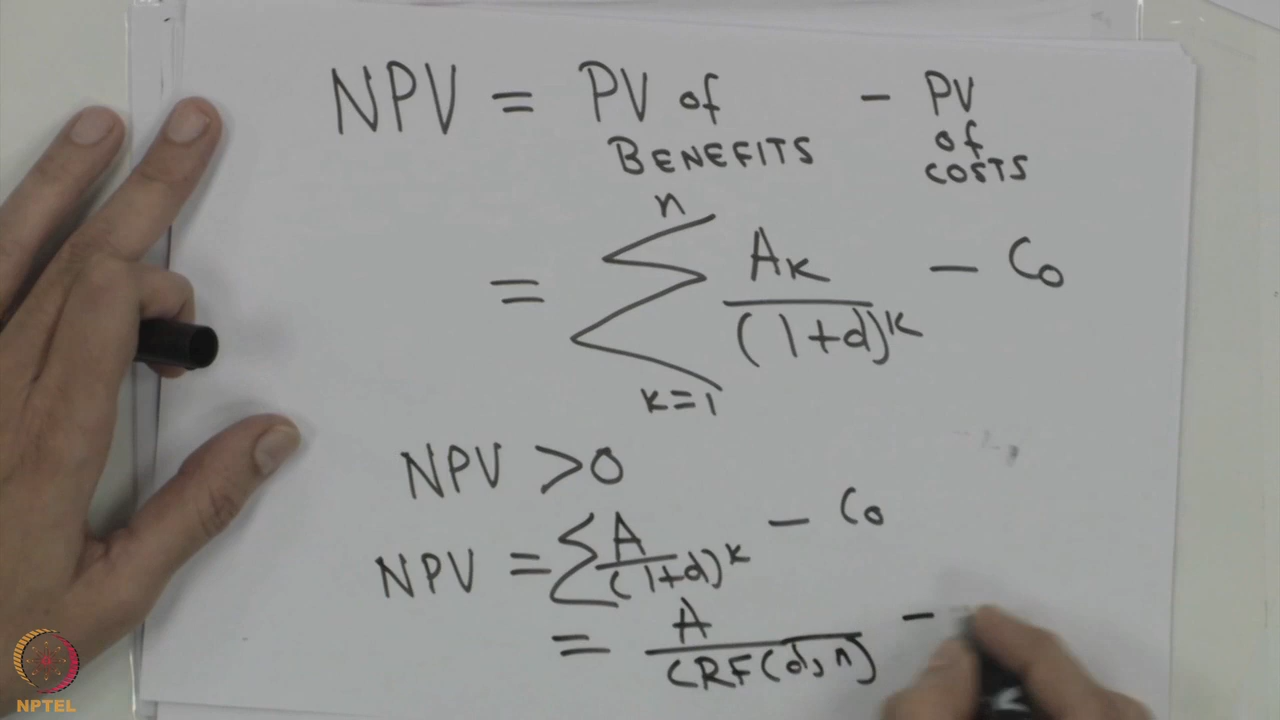 NPV = PV of BENEFITS - PV of COSTS
= n ∑ k=1 Ak / (1+d)^k - C0
NPV > 0
NPV = ∑ A / (1+d)^k - C0
= A / CRF(d, n) -
NPTEL